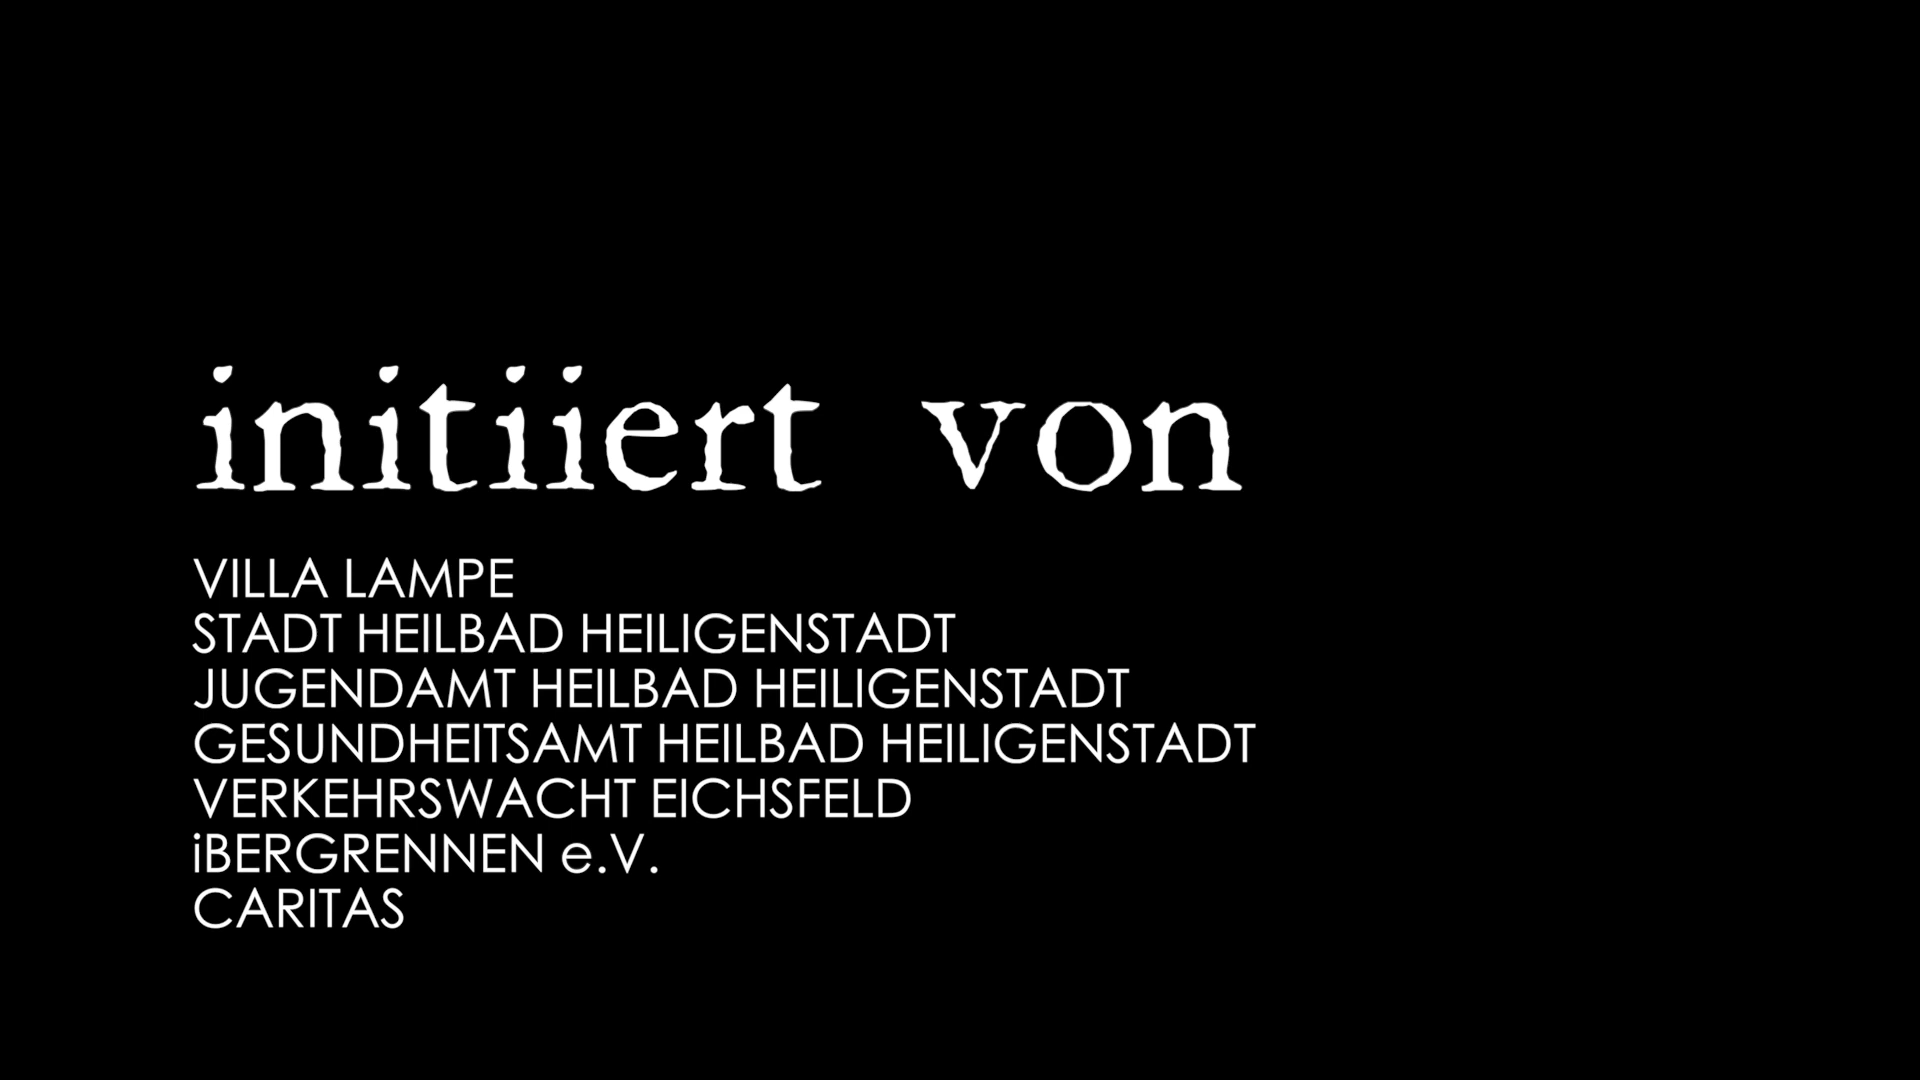 initiiert von
VILLA LAMPE
STADT HEILBAD HEILIGENSTADT
JUGENDAMT HEILBAD HEILIGENSTADT
GESUNDHEITSAMT HEILBAD HEILIGENSTADT
VERKEHRSWACHT EICHSFELD
iBERGRENNEN e.V.
CARITAS